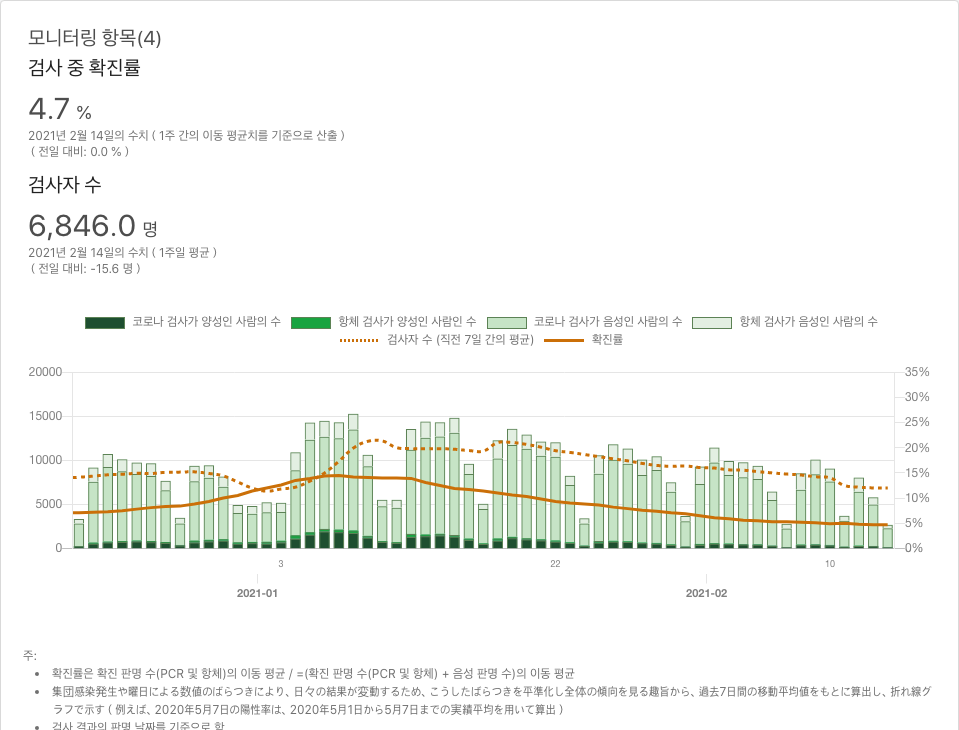 모니터링 항목(4)
검사 중 확진률
4.7 %
2021년 2월 14일의 수치 ( 1주 간의 이동 평균치를 기준으로 산출 )
( 전일 대비: 0.0 % )
검사자 수
6,846.0 명
2021년 2월 14일의 수치 ( 1주일 평균 )
( 전일 대비: -15.6 명 )
코로나 검사가 양성인 사람의 수 항체 검사가 양성인 사람인 수 코로나 검사가 음성인 사람의 수 항체 검사가 음성인 사람의 수
검사자 수 (직전 7일 간의 평균) 확진률
20000 35%
30%
15000 25%
20%
10000 15%
5000 10%
5%
0 0%
3 22 10
2021-01 2021-02
주:
• 확진률은 확진 판명 수(PCR 및 항체)의 이동 평균 / =(확진 판명 수(PCR 및 항체) + 음성 판명 수)의 이동 평균
• 集団感染発生や曜日による数値のばらつきにより、日々の結果が変動するため、こうしたばらつきを平準化し全体の傾向を見る趣旨から、過去7日間の移動平均値をもとに算出し、折れ線グ
ラフで示す ( 例えば、2020年5月7日の陽性率は、2020年5月1日から5月7日までの実績平均を用いて算出 )
• 검사 결과의 판명 날짜를 기준으로 함